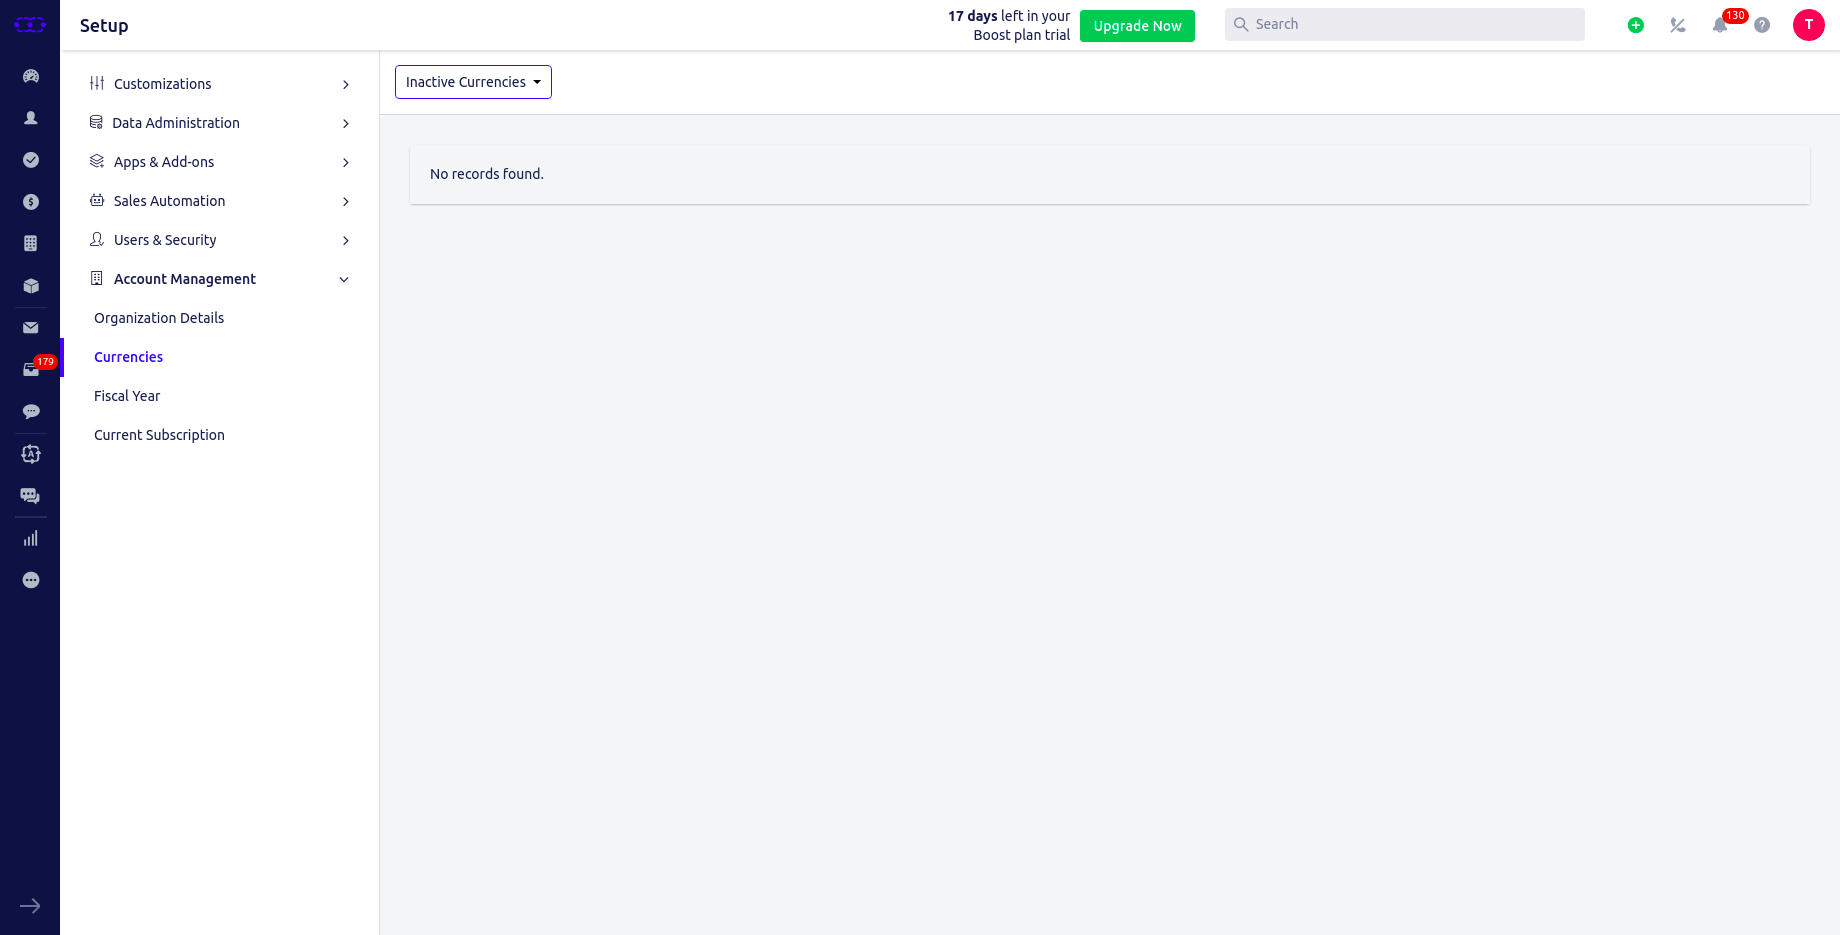 Setup
17 days left in your
Boost plan trial
Upgrade Now
Search
130
T
Customizations
Data Administration
Apps & Add-ons
Sales Automation
Users & Security
Account Management
Organization Details
Currencies
Fiscal Year
Current Subscription
179
Inactive Currencies
No records found.